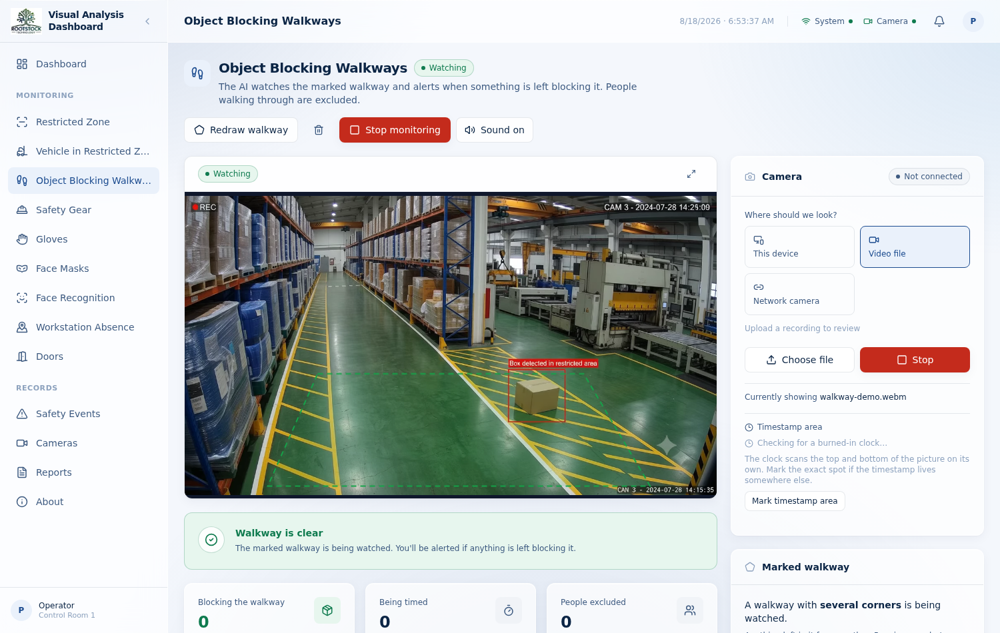 ROOTSTOCK
TECHNOLOGY
Visual Analysis
Dashboard
Object Blocking Walkways
8/18/2026 · 6:53:37 AM
System
Camera
P
Dashboard
MONITORING
Restricted Zone
Vehicle in Restricted Z...
Object Blocking Walkw...
Safety Gear
Gloves
Face Masks
Face Recognition
Workstation Absence
Doors
RECORDS
Safety Events
Cameras
Reports
About
P
Operator
Control Room 1
Object Blocking Walkways
Watching
The AI watches the marked walkway and alerts when something is left blocking it. People
walking through are excluded.
Redraw walkway
Stop monitoring
Sound on
Watching
REC
CAM 3 - 2024-07-28 14:25:09
Box detected in restricted area
CAN 3 - 2024-07-28 14:15:35
Walkway is clear
The marked walkway is being watched. You'll be alerted if anything is left blocking it.
Blocking the walkway
0
Being timed
0
People excluded
0
Camera
Not connected
Where should we look?
This device
Video file
Network camera
Upload a recording to review
Choose file
Stop
Currently showing walkway-demo.webm
Timestamp area
Checking for a burned-in clock...
The clock scans the top and bottom of the picture on its
own. Mark the exact spot if the timestamp lives
somewhere else.
Mark timestamp area
Marked walkway
A walkway with several corners is being
watched.